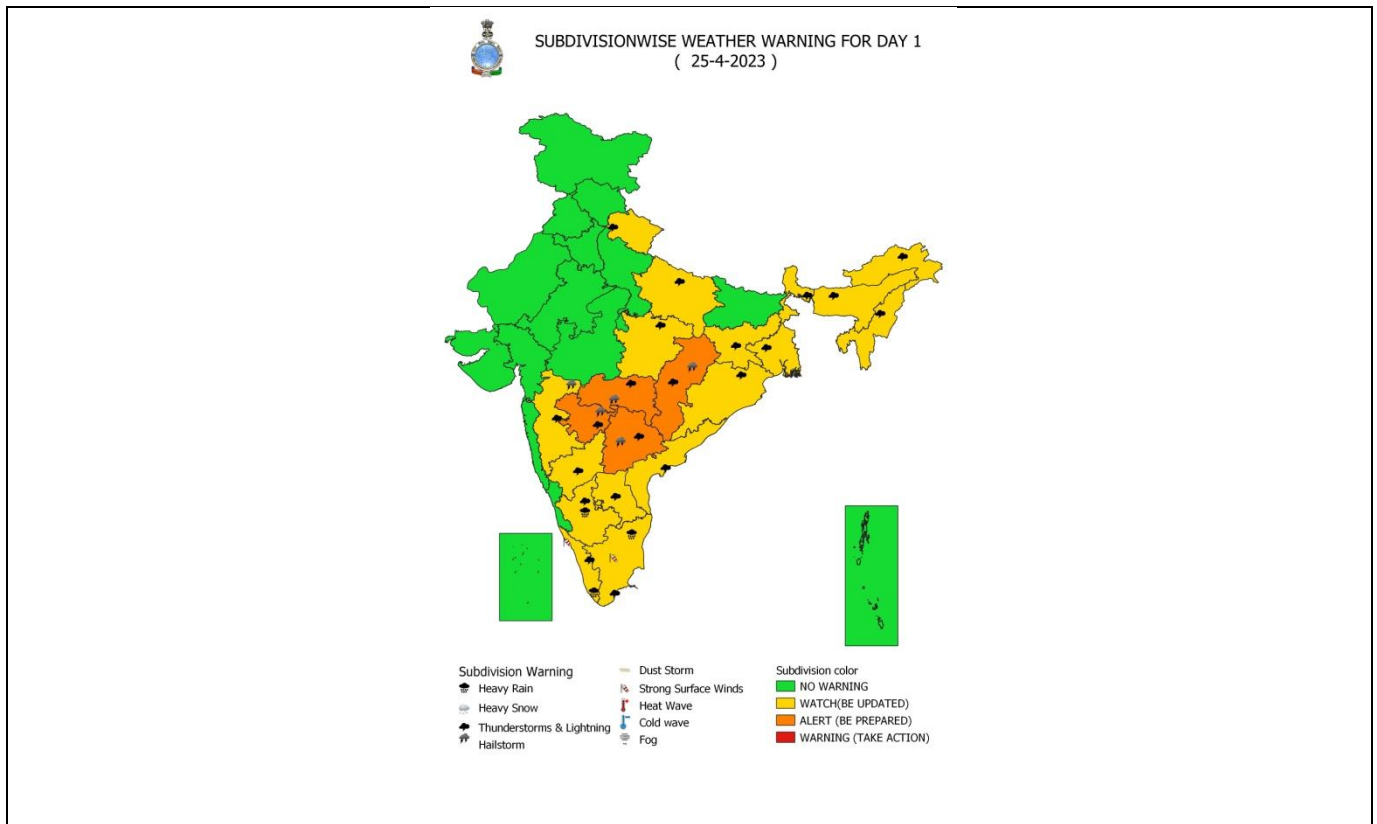 SUBDIVISIONWISE WEATHER WARNING FOR DAY 1
( 25-4-2023 )
Subdivision Warning
Heavy Rain
Heavy Snow
Thunderstorms & Lightning
Hailstorm
Dust Storm
Strong Surface Winds
Heat Wave
Cold wave
Fog
Subdivision color
NO WARNING
WATCH(BE UPDATED)
ALERT (BE PREPARED)
WARNING (TAKE ACTION)